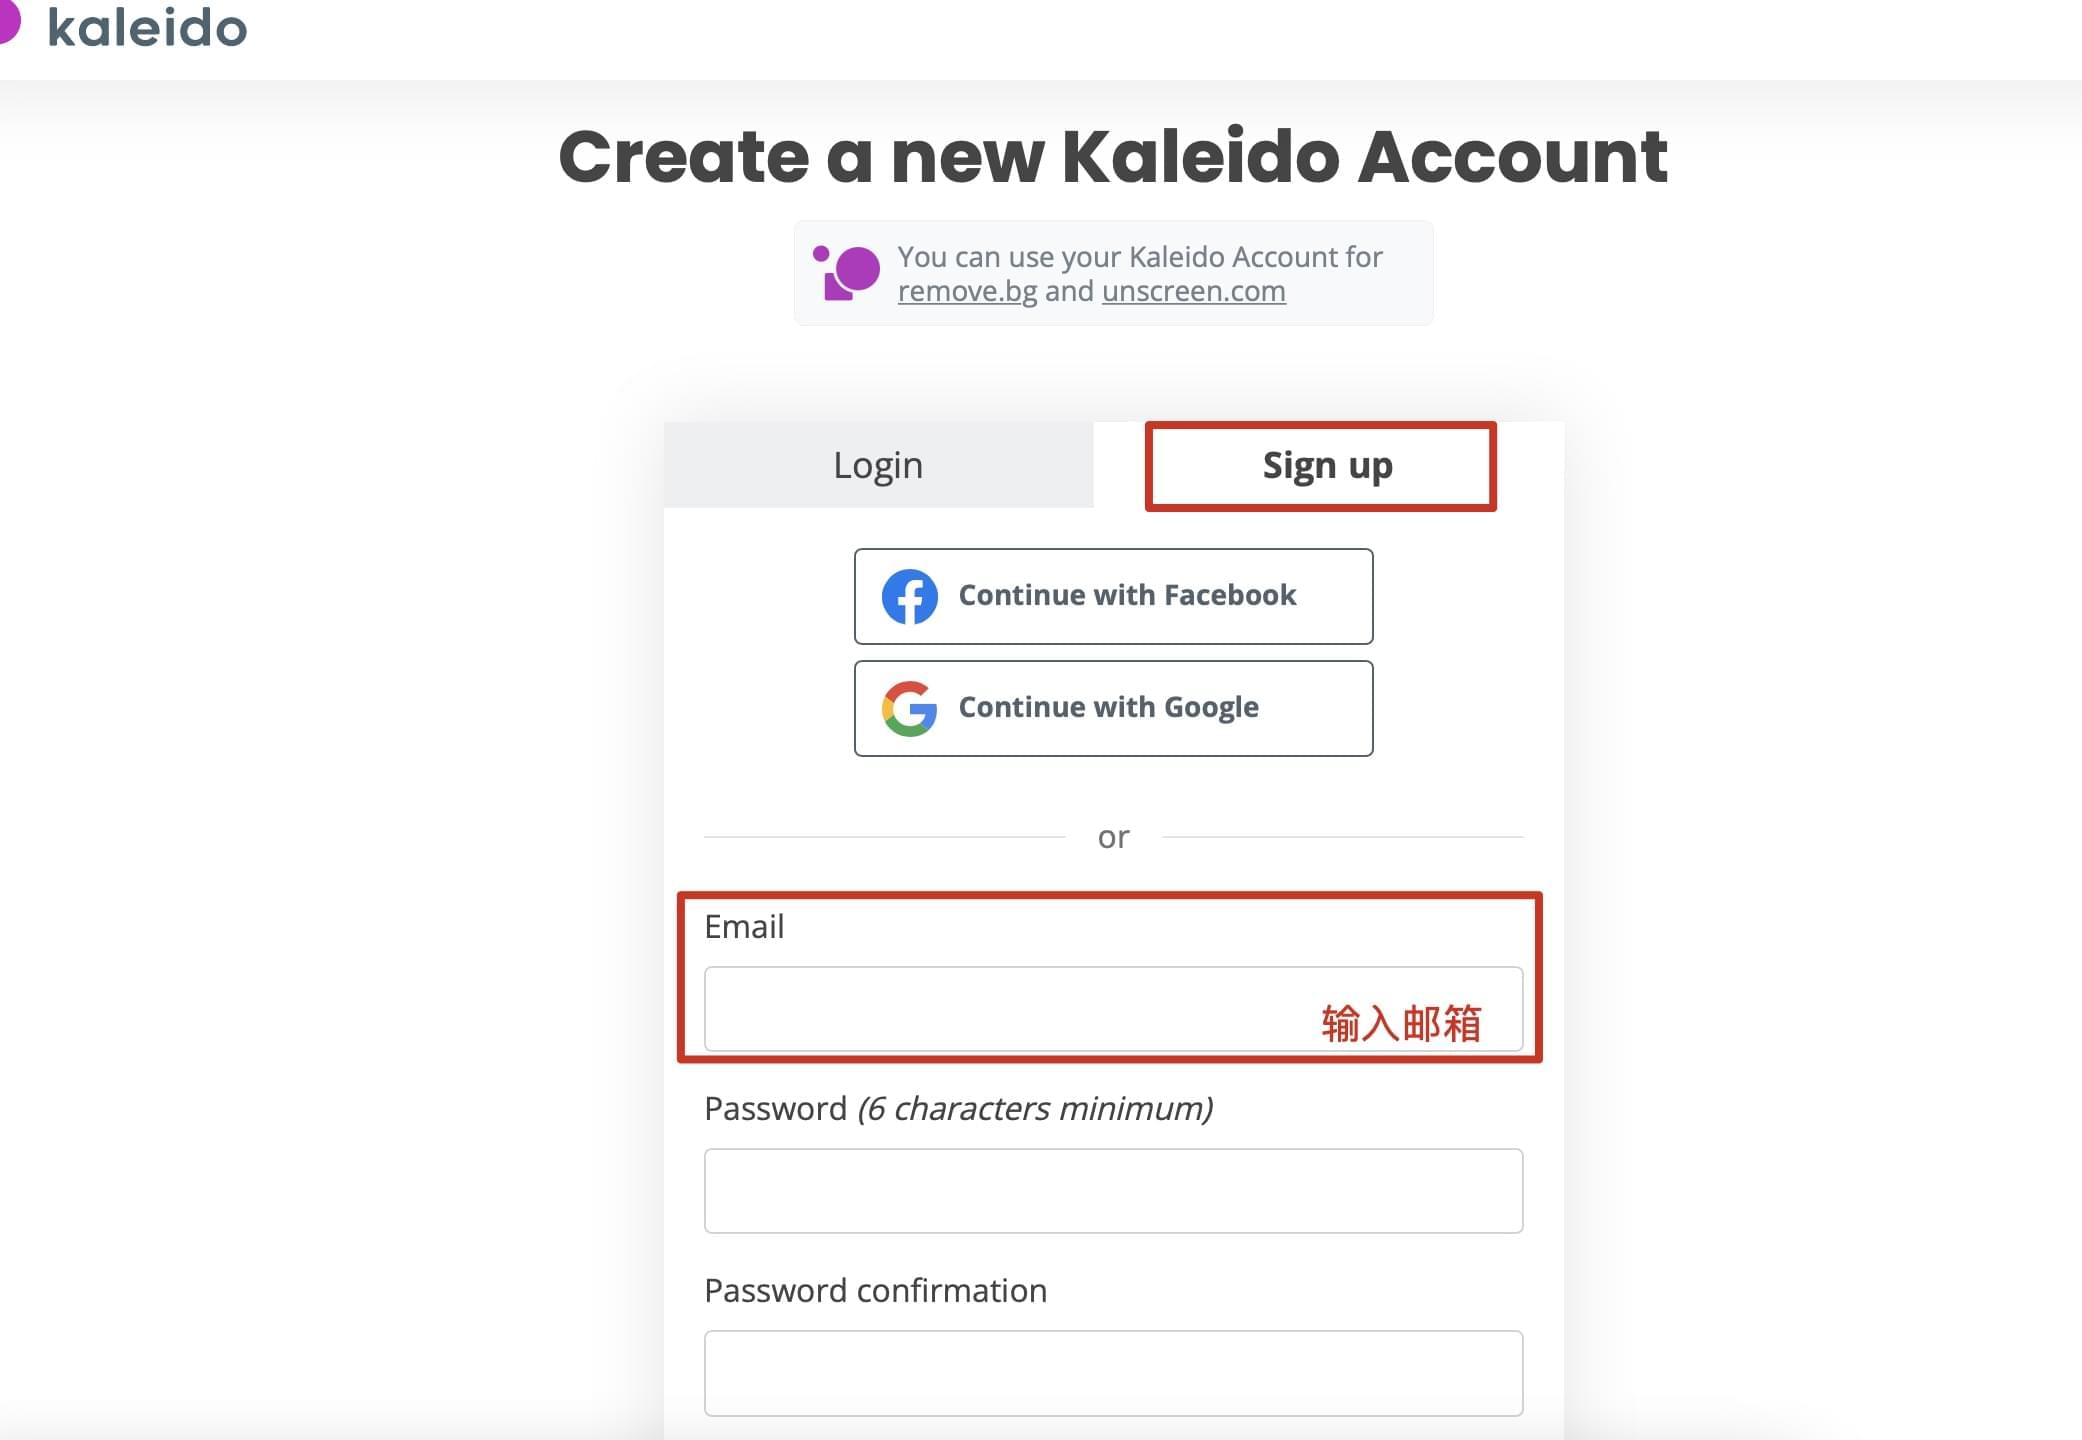 kaleido
Create a new Kaleido Account
You can use your Kaleido Account for
remove.bg and unscreen.com
Login
Sign up
Continue with Facebook
Continue with Google
or
Email
输入邮箱
Password (6 characters minimum)
Password confirmation